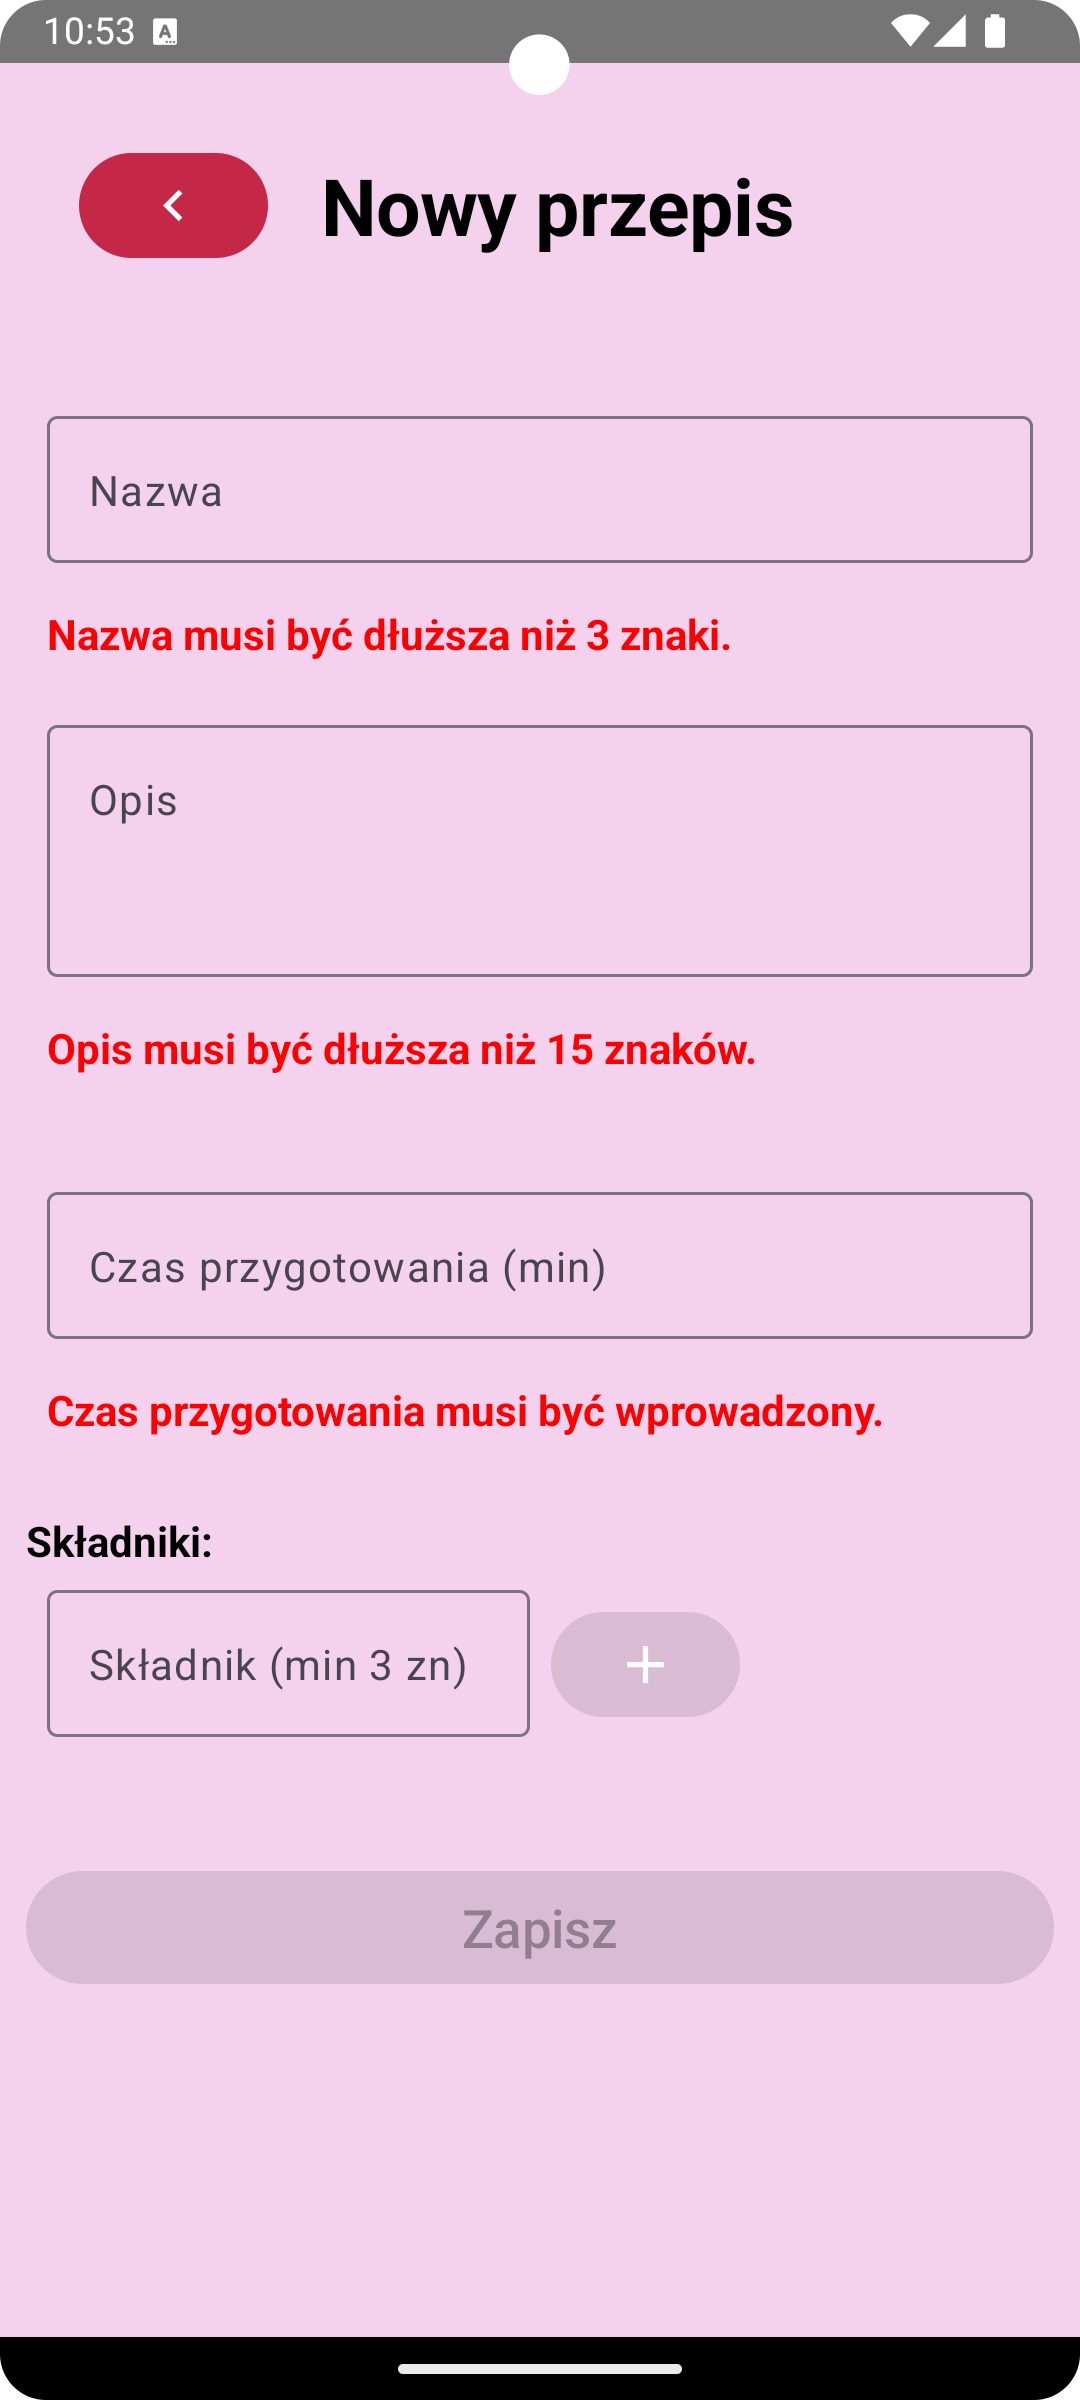 10:53
Nowy przepis
Nazwa
Nazwa musi być dłuższa niż 3 znaki.
Opis
Opis musi być dłuższa niż 15 znaków.
Czas przygotowania (min)
Czas przygotowania musi być wprowadzony.
Składniki:
Składnik (min 3 zn)
Zapisz